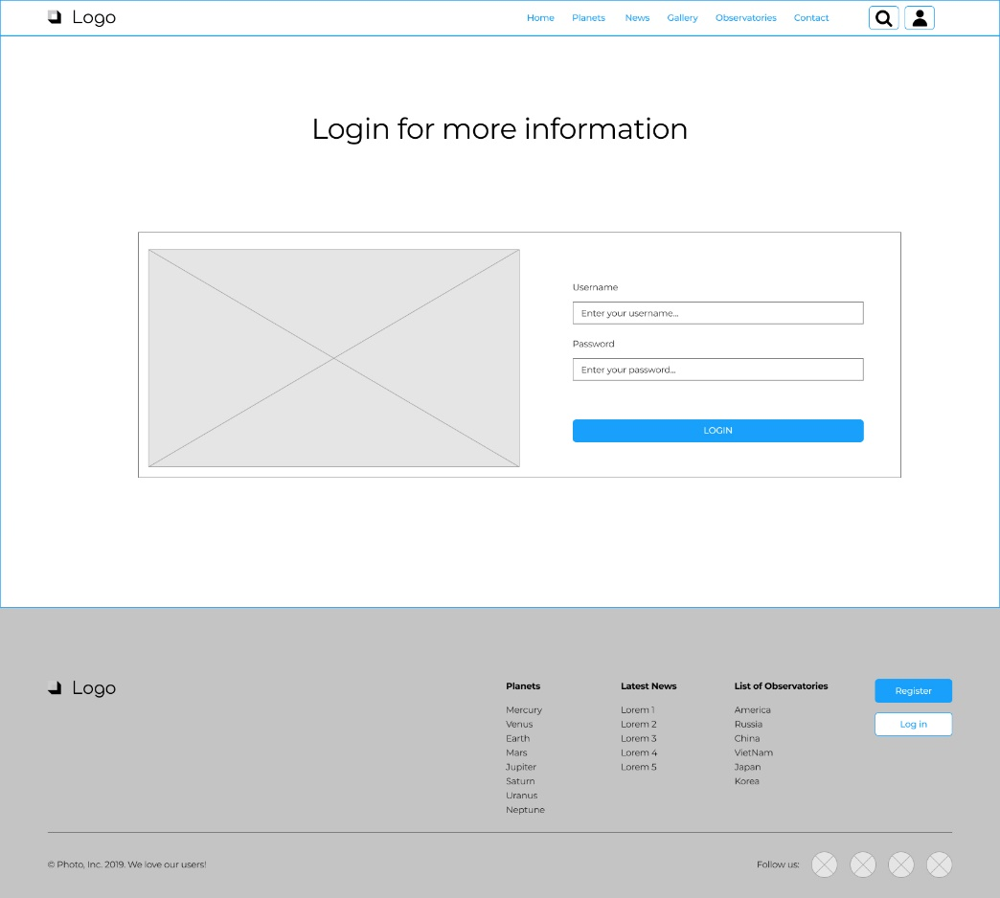 Logo
Home Planets News Gallery Observatories Contact
Login for more information
Username
Enter your username...
Password
Enter your password...
LOGIN
Logo
Planets
Mercury
Venus
Earth
Mars
Jupiter
Saturn
Uranus
Neptune
Latest News
Lorem 1
Lorem 2
Lorem 3
Lorem 4
Lorem 5
List of Observatories
America
Russia
China
VietNam
Japan
Korea
Register
Log in
© Photo, Inc. 2019. We love our users!
Follow us: